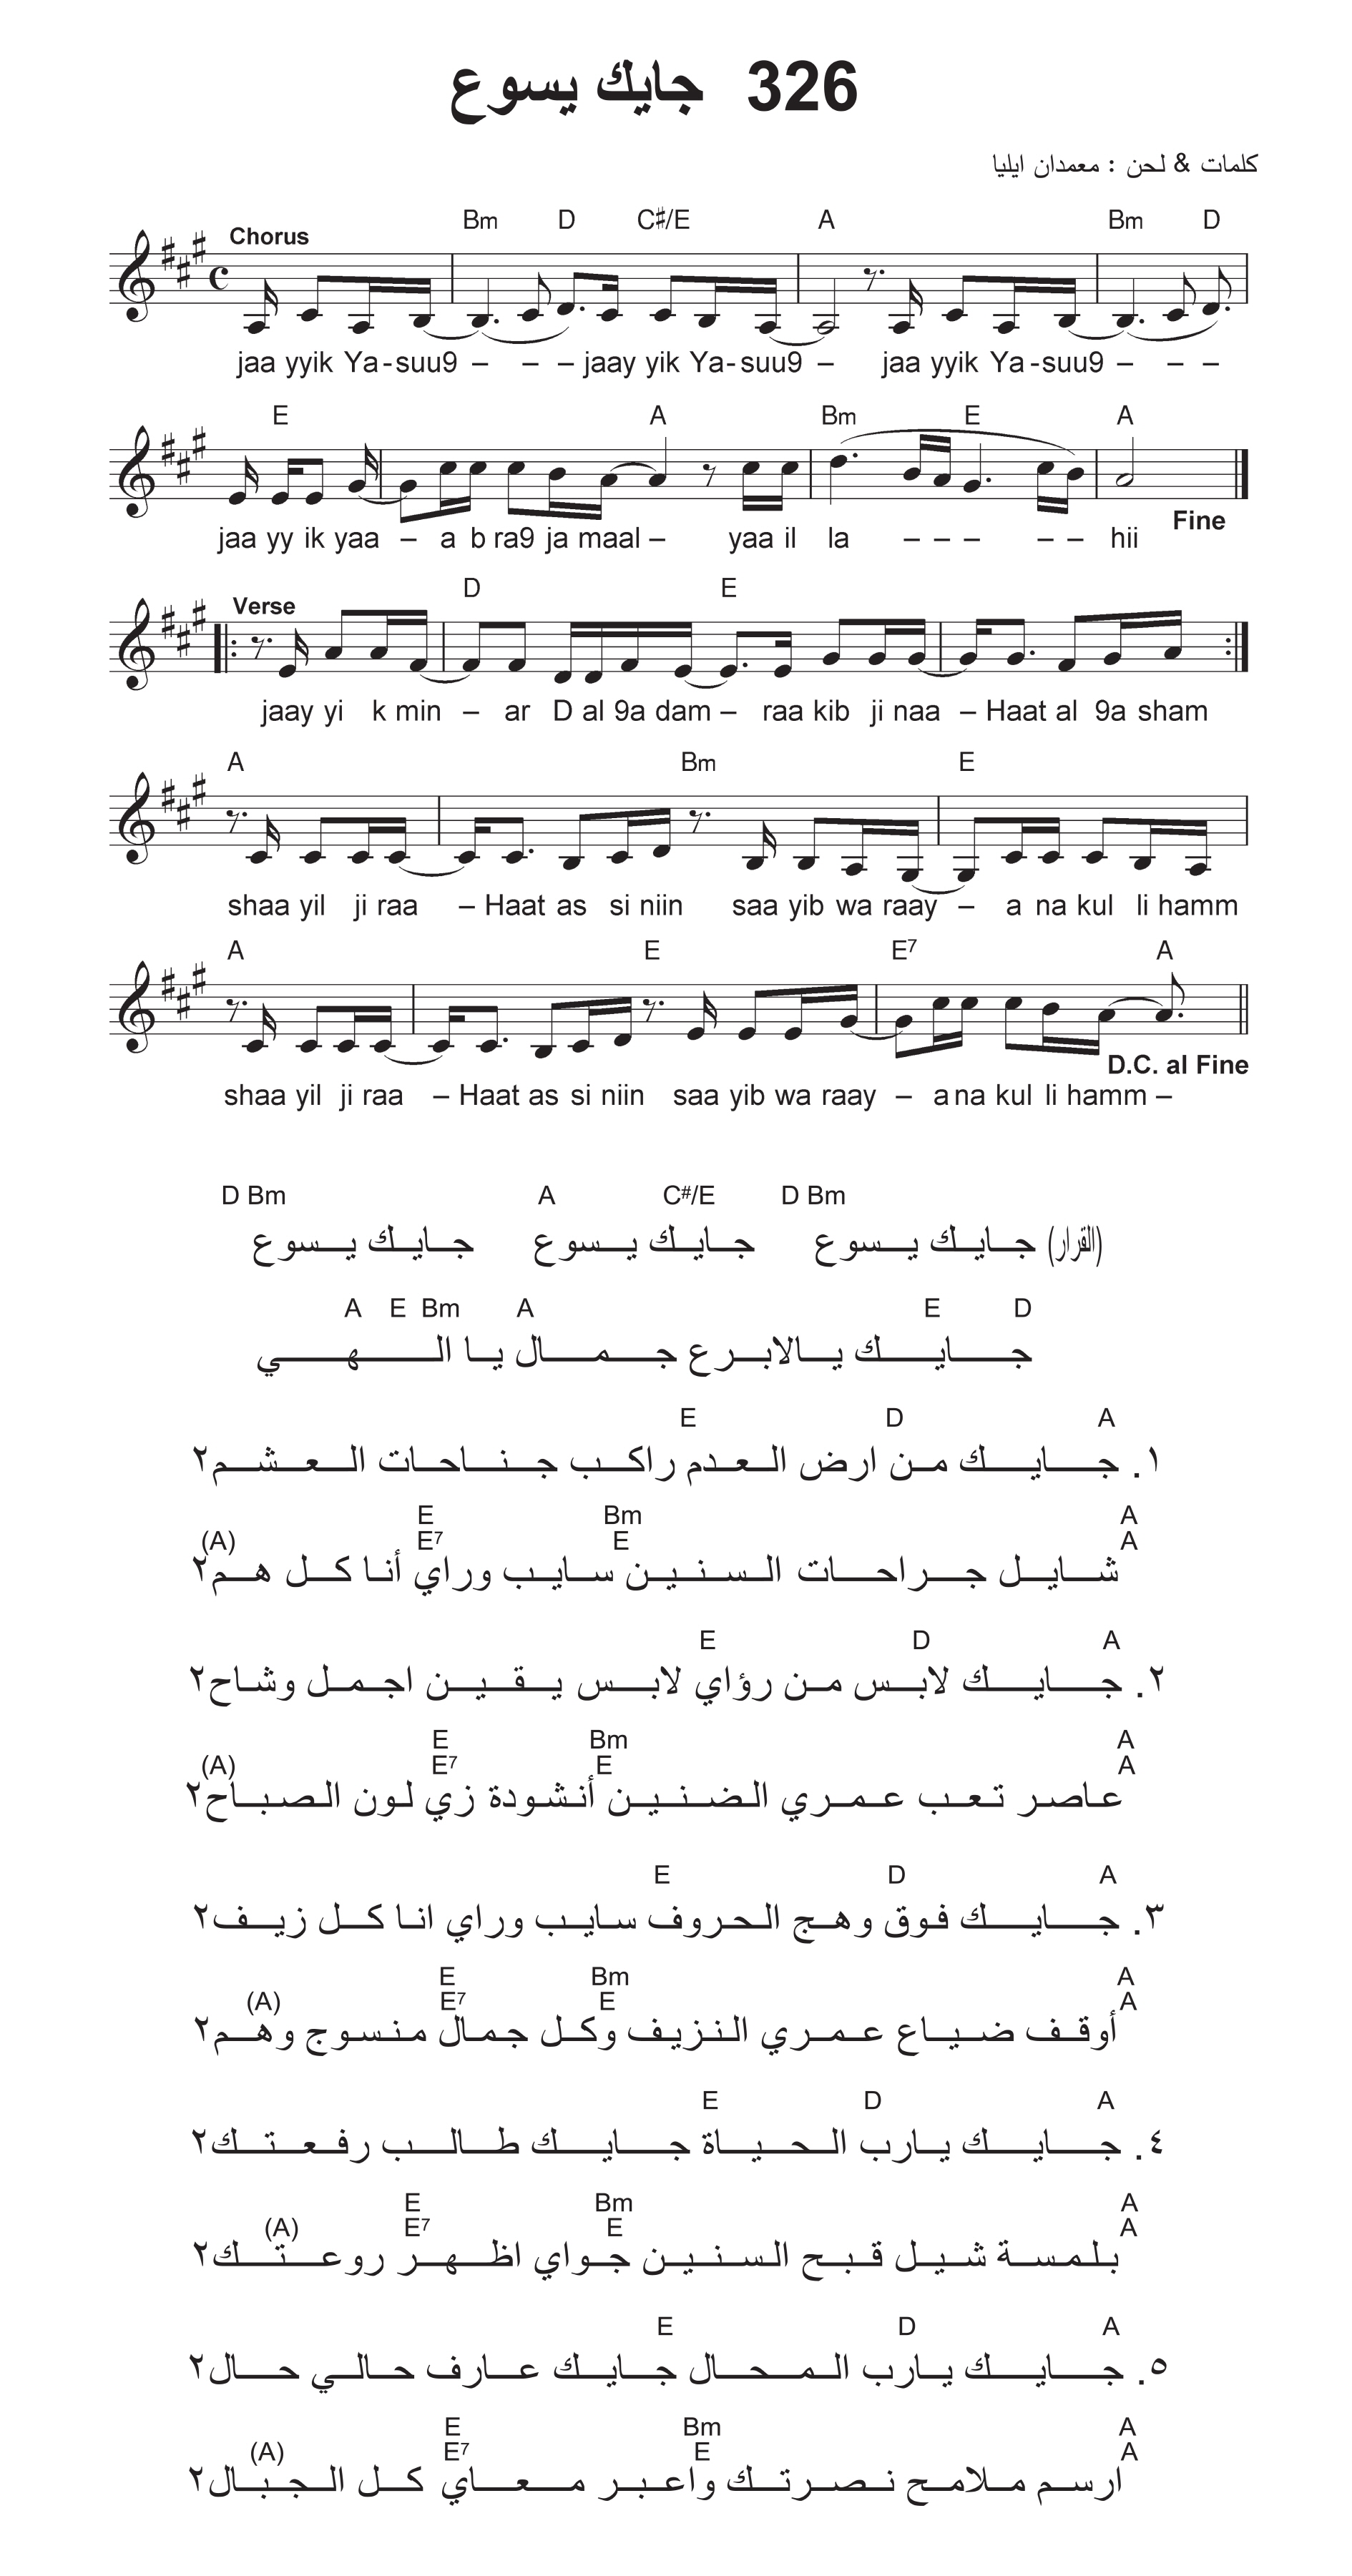 326 جايك يسوع
كلمات & لحن : معمدان ايليا
Bm D C♯/E A Bm D
Chorus
jaa yyik Ya-suu9 – – – jaay yik Ya-suu9 – jaa yyik Ya-suu9 – – –
E A Bm E A
Fine
jaa yy ik yaa – a b ra9 ja maal – yaa il la – – – – – hii
D E
Verse
jaay yi k min – ar D al 9a dam – raa kib ji naa – Haat al 9a sham
A Bm E
shaa yil ji raa – Haat as si niin saa yib wa raay – a na kul li hamm
A E E7 A
D.C. al Fine
shaa yil ji raa – Haat as si niin saa yib wa raay – a na kul li hamm –
D Bm A C#/E D Bm
(القرار) جايك يسوع جايك يسوع جايك يسوع
A E Bm A E D
جايك يالابرع جمال يا الهي
E D A
١. جايك من ارض العدم راكب جناحات العشم٢
E Bm A
(A) E7 E A
شايل جراحات السنين سايب وراي أنا كل هم٢
E D A
٢. جايك لابس من رؤاي لابس يقين اجمل وشاح٢
E Bm A
(A) E7 E A
عاصر تعب عمري الضنين أنشودة زي لون الصباح٢
E D A
٣. جايك فوق وهج الحروف سايب وراي انا كل زيف٢
E Bm A
(A) E7 E A
أوقف ضياع عمري النزيف وكل جمال منسوج وهم٢
E D A
٤. جايك يارب الحياة جايك طالب رفعتك٢
E Bm A
(A) E7 E A
بلمسة شيل قبح السنين جواي اظهر روعتك٢
E D A
٥. جايك يارب المحال جايك عارف حالي حال٢
E Bm A
(A) E7 E A
ارسم ملامح نصرتك واعبر معاي كل الجبال٢